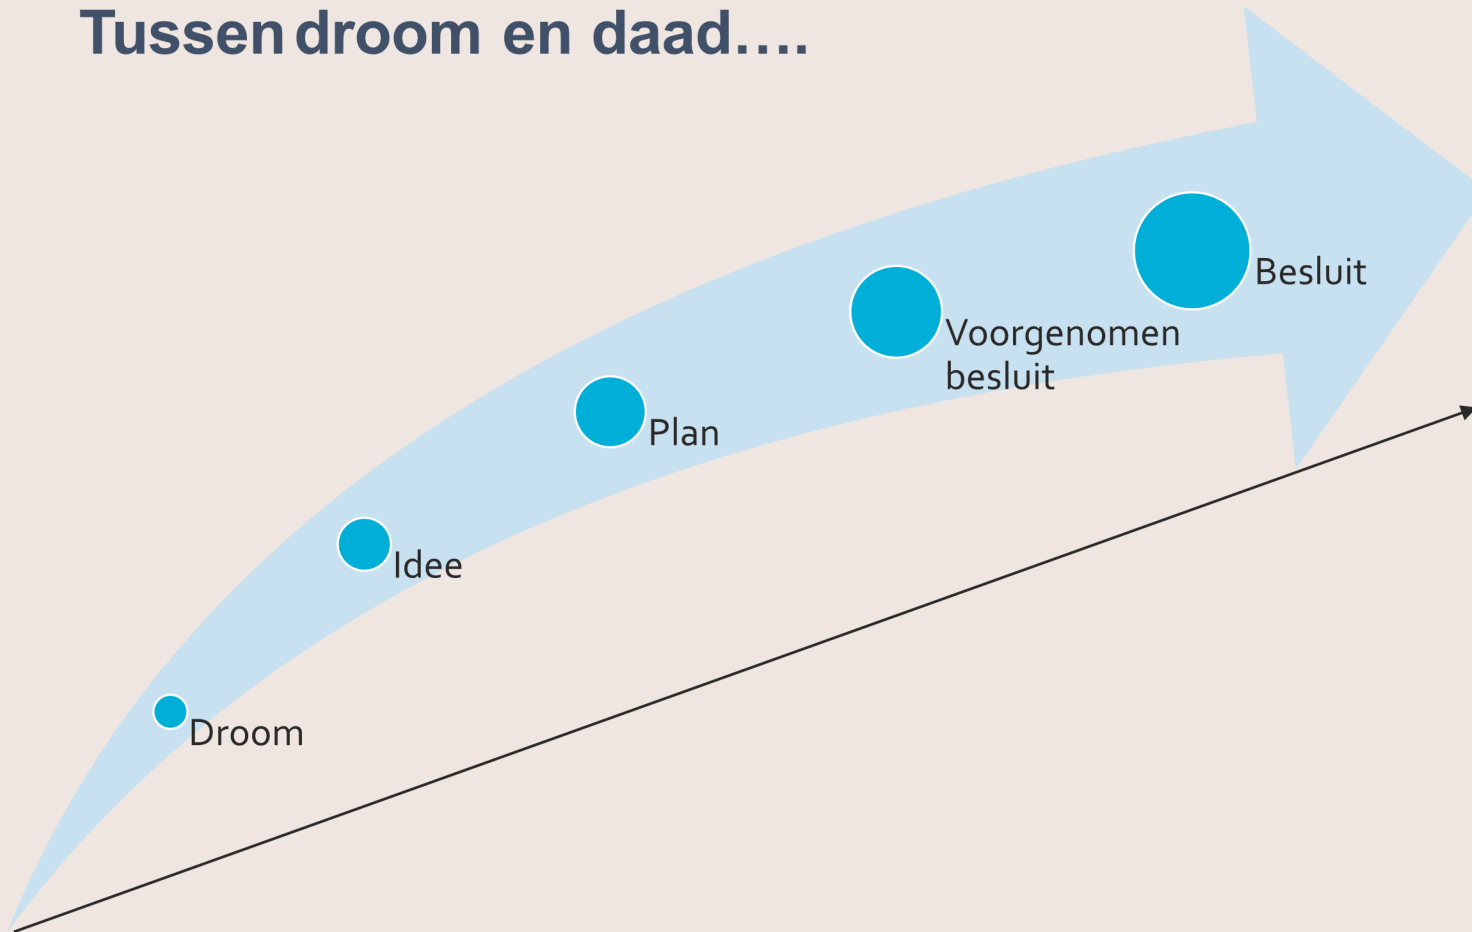 Tussen droom en daad....
Besluit
Voorgenomen
besluit
Plan
Idee
Droom